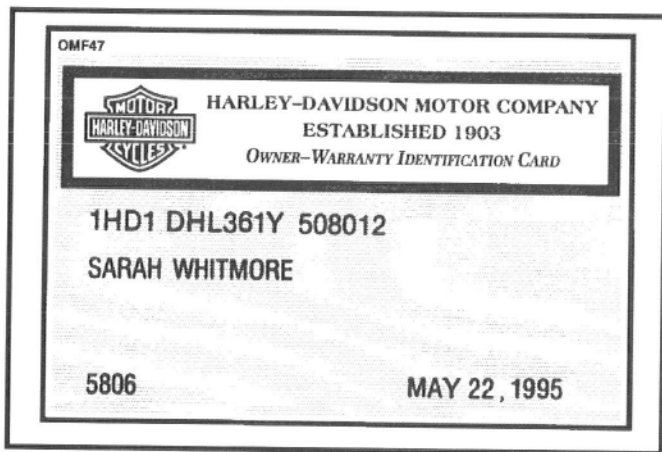 OMF47
MOTOR
HARLEY-DAVIDSON
CYCLES
HARLEY-DAVIDSON MOTOR COMPANY
ESTABLISHED 1903
OWNER-WARRANTY IDENTIFICATION CARD
1HD1 DHL361Y 508012
SARAH WHITMORE
5806
MAY 22, 1995